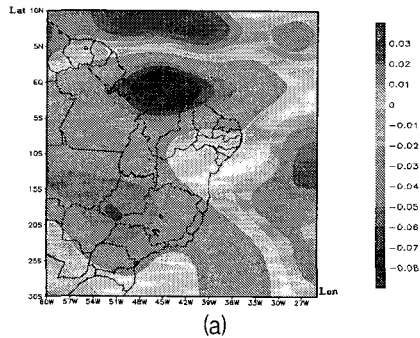 Lat 10N
5N
0
5S
10S
15S
20S
25S
30S
60W 57W 54W 51W 48W 45W 42W 39W 36W 33W 30W 27W Lon
0.03
0.02
0.01
0
-0.01
-0.02
-0.03
-0.04
-0.05
-0.06
-0.07
-0.08
(a)